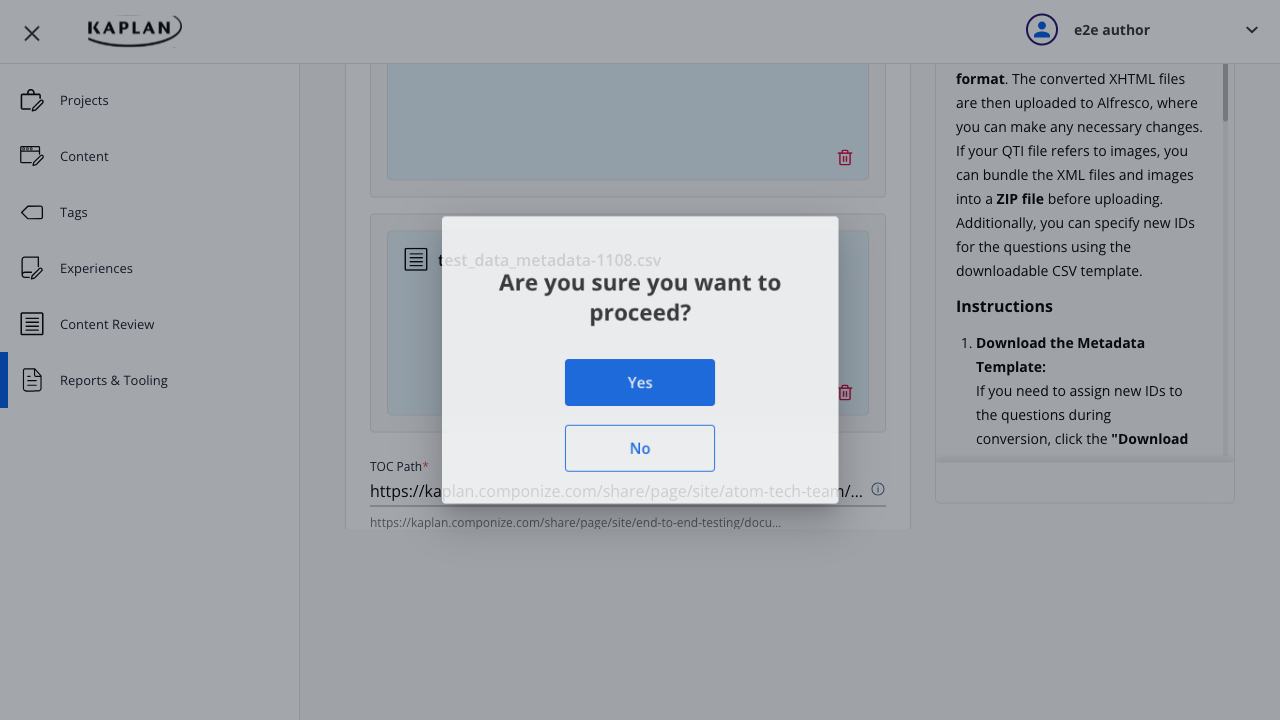 KAPLAN
e2e author
Projects
Content
Tags
Experiences
Content Review
Reports & Tooling
test_data_metadata-1108.csv
Are you sure you want to
proceed?
Yes
No
TOC Path*
https://kaplan.componize.com/share/page/site/atom-tech-team/...
https://kaplan.componize.com/share/page/site/end-to-end-testing/docu...
format. The converted XHTML files
are then uploaded to Alfresco, where
you can make any necessary changes.
If your QTI file refers to images, you
can bundle the XML files and images
into a ZIP file before uploading.
Additionally, you can specify new IDs
for the questions using the
downloadable CSV template.
Instructions
1. Download the Metadata
Template:
If you need to assign new IDs to
the questions during
conversion, click the "Download